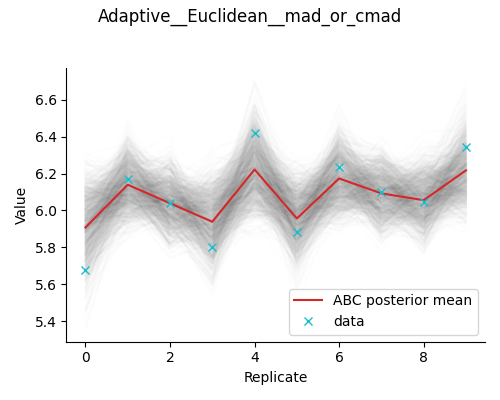 Adaptive__Euclidean__mad_or_cmad
Value
6.6
6.4
6.2
6.0
5.8
5.6
5.4
ABC posterior mean
data
0 2 4 6 8
Replicate